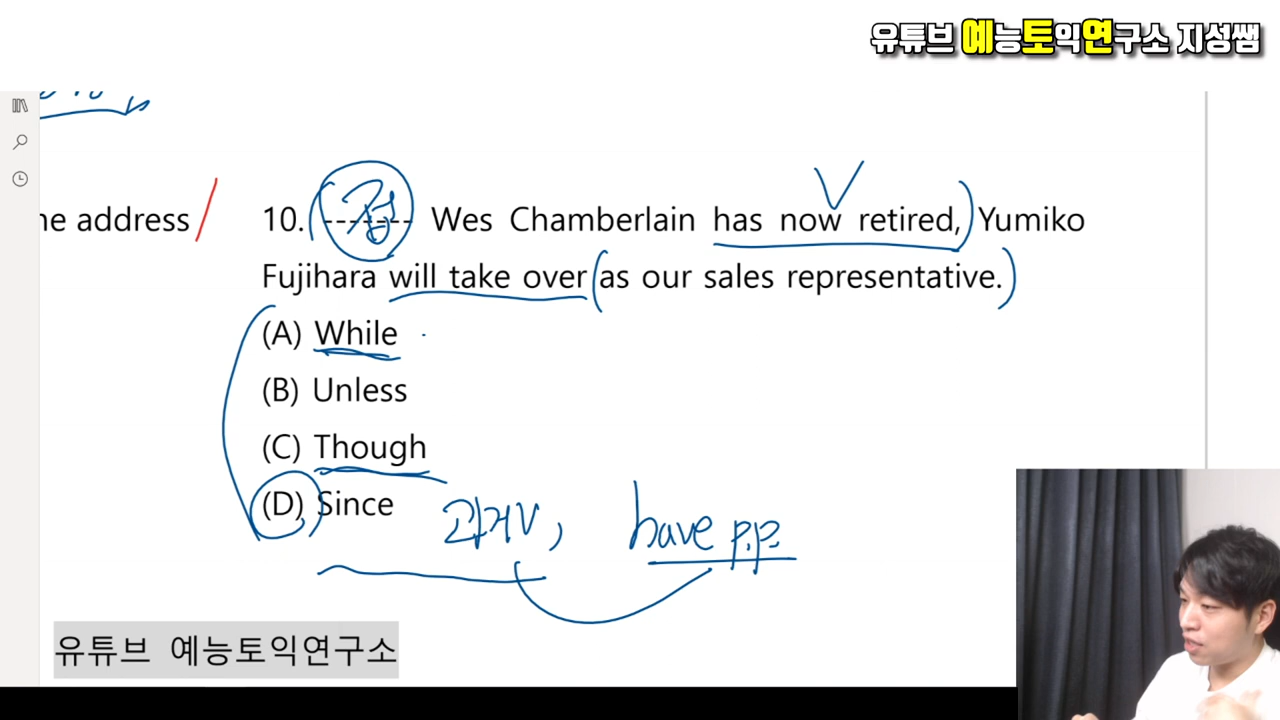 유튜브 예능토익연구소 지성쌤
ne address
10. -------- Wes Chamberlain has now retired, Yumiko
접
Fujihara will take over as our sales representative.
(A) While
(B) Unless
(C) Though
(D) Since
과거V, have p.p.
유튜브 예능토익연구소